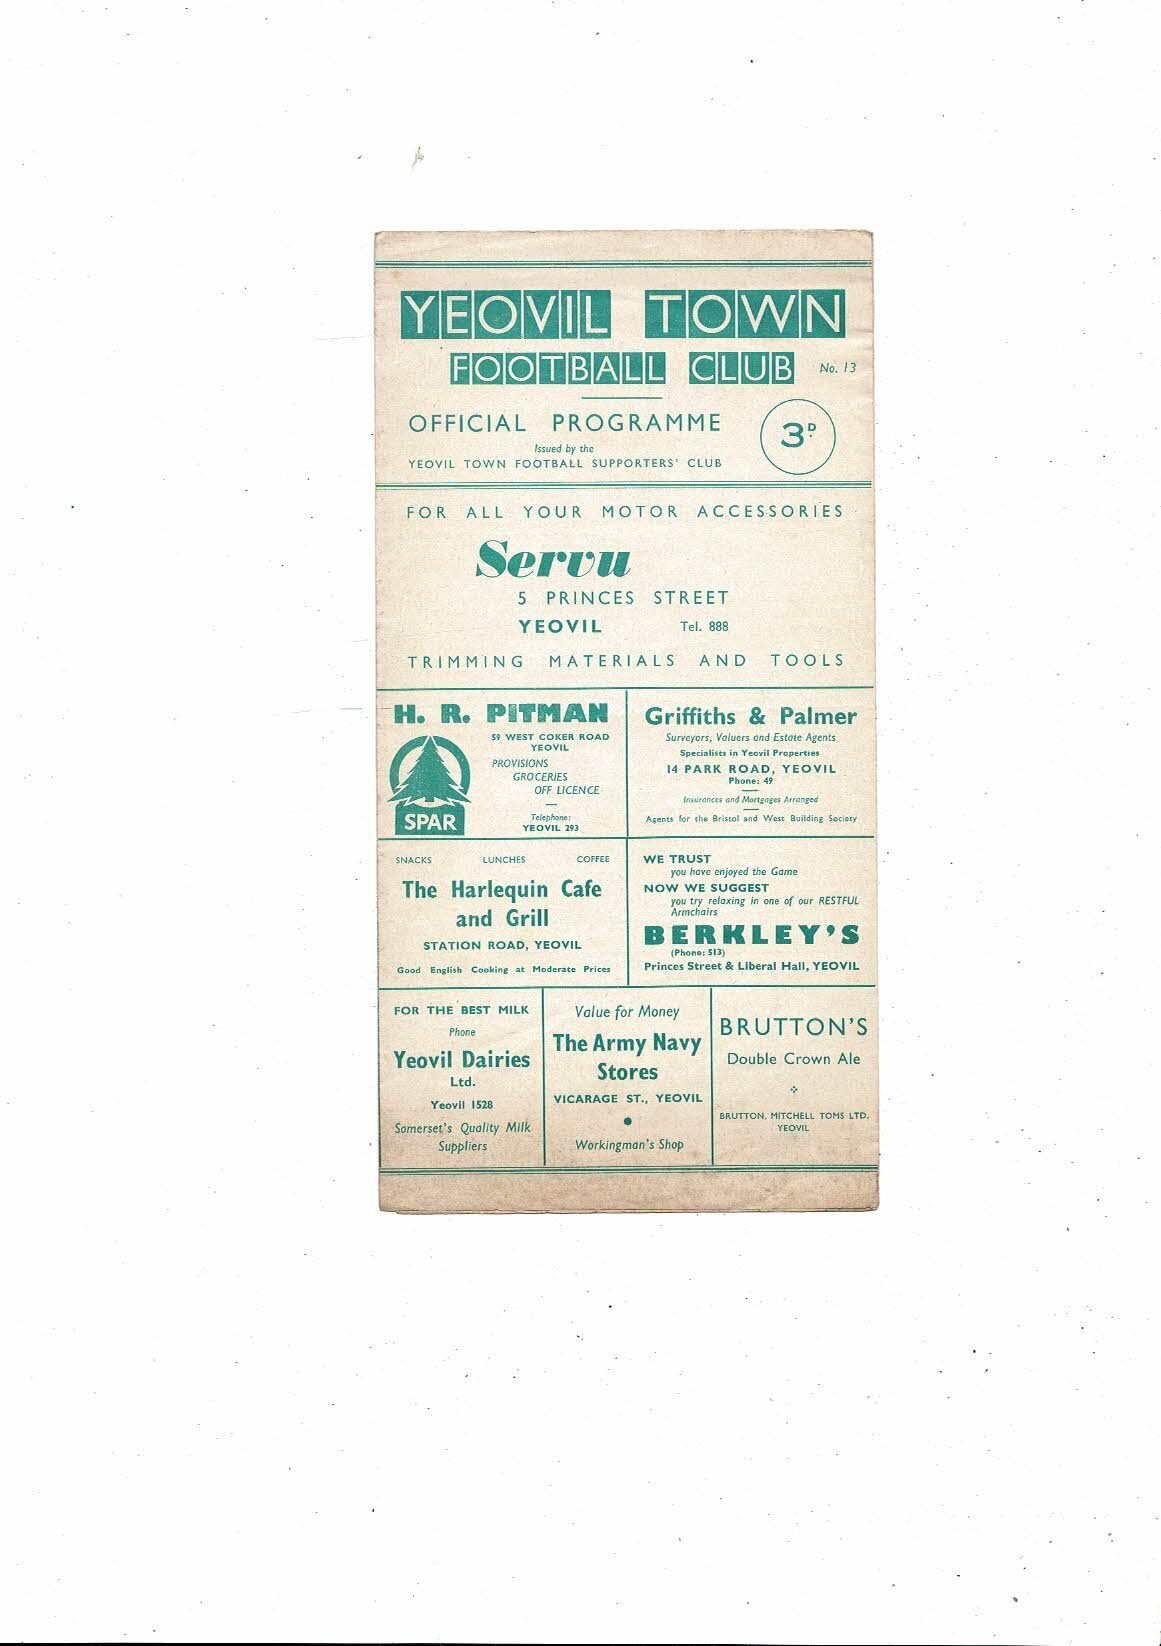 YEOVIL TOWN
FOOTBALL CLUB No. 13
OFFICIAL PROGRAMME
3D.
Issued by the
YEOVIL TOWN FOOTBALL SUPPORTERS' CLUB
FOR ALL YOUR MOTOR ACCESSORIES
Servu
5 PRINCES STREET
YEOVIL Tel. 888
TRIMMING MATERIALS AND TOOLS
H. R. PITMAN
59 WEST COKER ROAD
YEOVIL
PROVISIONS
GROCERIES
OFF LICENCE
Telephone:
YEOVIL 293
SPAR
Griffiths & Palmer
Surveyors, Valuers and Estate Agents
Specialists in Yeovil Properties
14 PARK ROAD, YEOVIL
Phone: 49
Insurances and Mortgages Arranged
Agents for the Bristol and West Building Society
SNACKS LUNCHES COFFEE
The Harlequin Cafe
and Grill
STATION ROAD, YEOVIL
Good English Cooking at Moderate Prices
WE TRUST
you have enjoyed the Game
NOW WE SUGGEST
you try relaxing in one of our RESTFUL
Armchairs
BERKLEY'S
(Phone: 513)
Princes Street & Liberal Hall, YEOVIL
FOR THE BEST MILK
Phone
Yeovil Dairies
Ltd.
Yeovil 1528
Somerset's Quality Milk
Suppliers
Value for Money
The Army Navy
Stores
VICARAGE ST., YEOVIL
Workingman's Shop
BRUTTON'S
Double Crown Ale
BRUTTON, MITCHELL TOMS LTD.
YEOVIL